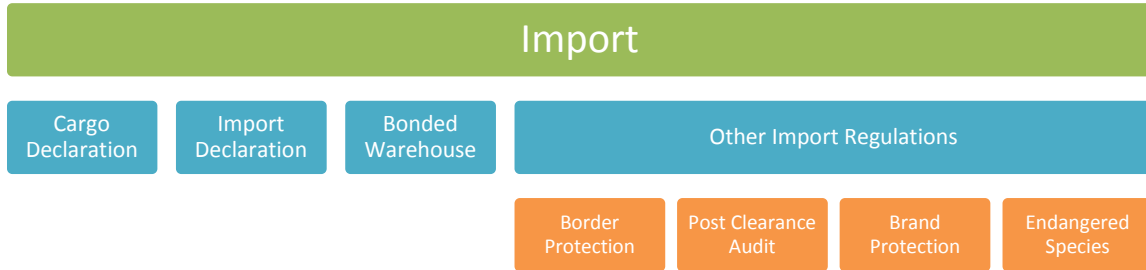 Import
Cargo
Declaration
Import
Declaration
Bonded
Warehouse
Other Import Regulations
Border
Protection
Post Clearance
Audit
Brand
Protection
Endangered
Species